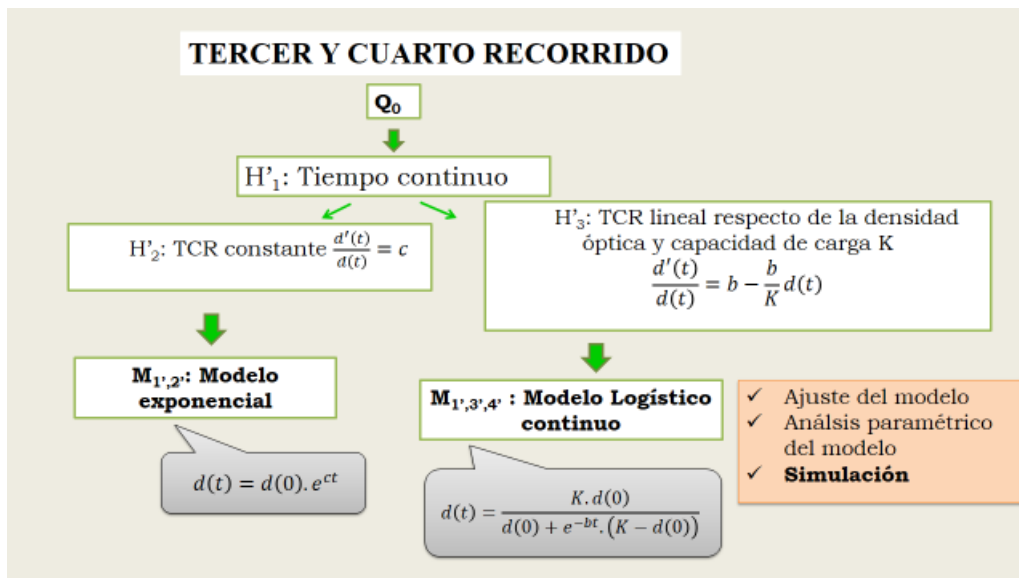 TERCER Y CUARTO RECORRIDO
Q₀
H'₁: Tiempo continuo
H'₂: TCR constante d'(t)/d(t) = c
H'₃: TCR lineal respecto de la densidad
óptica y capacidad de carga K
d'(t)/d(t) = b − b/K d(t)
M₁',₂': Modelo
exponencial
d(t) = d(0). e^{ct}
M₁',₃',₄' : Modelo Logístico
continuo
d(t) = K. d(0) / d(0) + e^{−bt}. (K − d(0))
✓ Ajuste del modelo
✓ Análsis paramétrico
del modelo
✓ Simulación